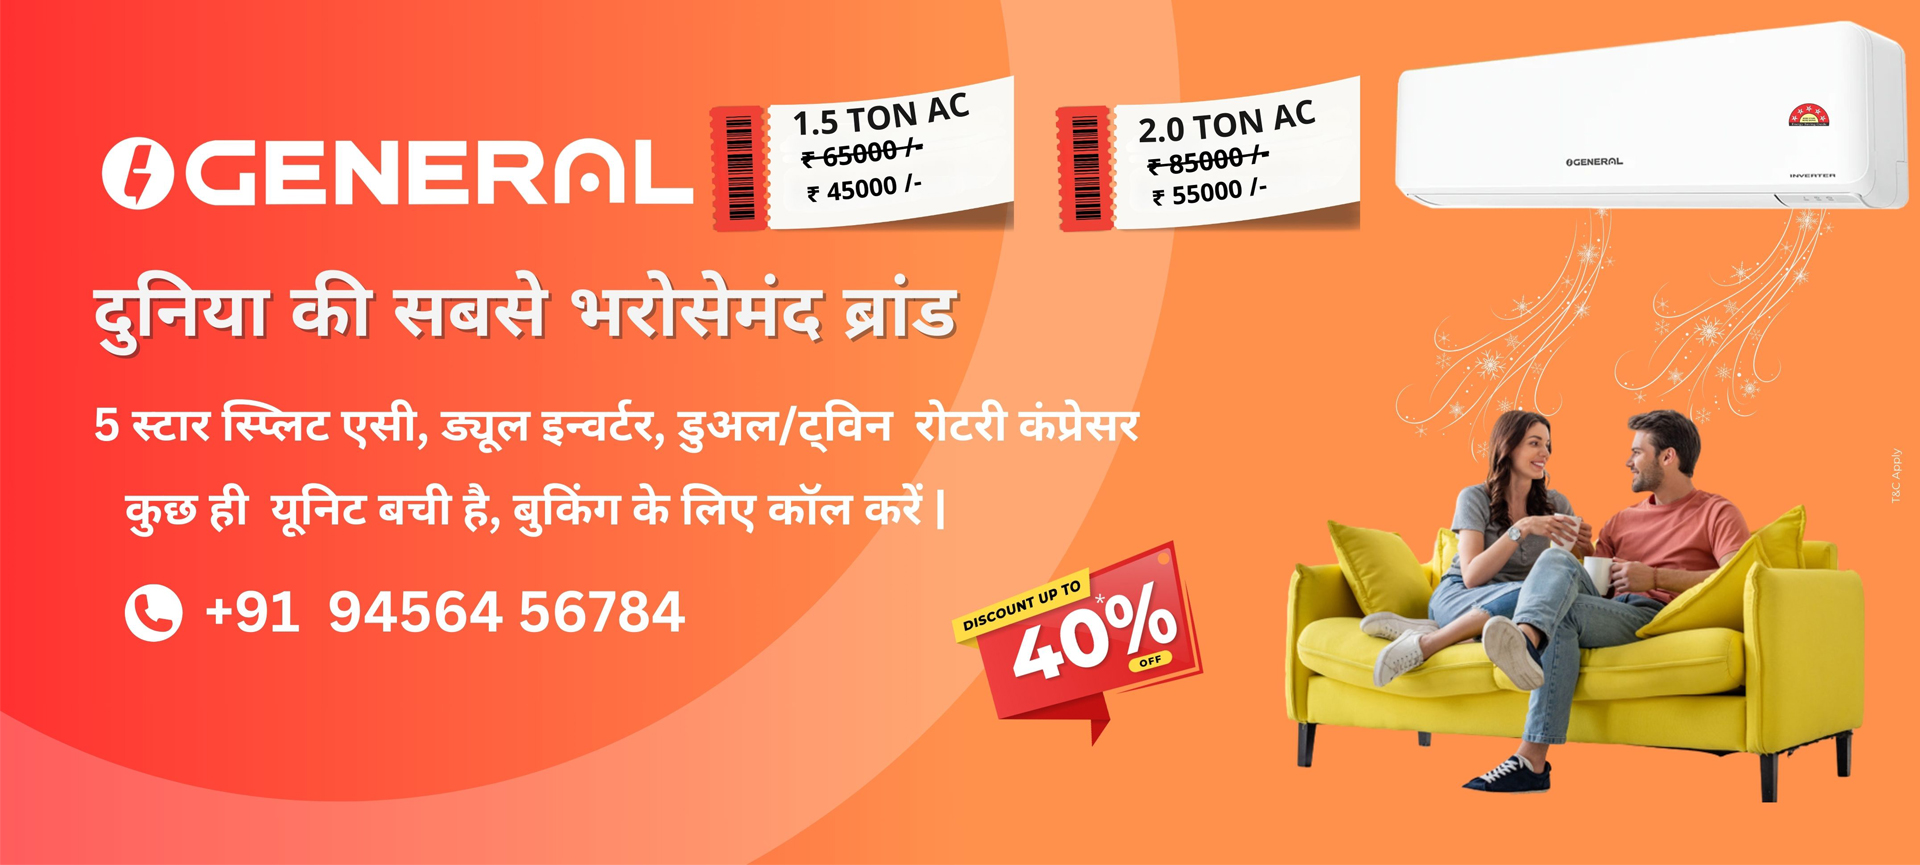 GENERAL
1.5 TON AC
₹ 65000 /-
₹ 45000 /-
2.0 TON AC
₹ 85000 /-
₹ 55000 /-
GENERAL
INVERTER
दुनिया की सबसे भरोसेमंद ब्रांड
5 स्टार स्प्लिट एसी, ड्यूल इन्वर्टर, डुअल/ट्विन रोटरी कंप्रेसर
कुछ ही यूनिट बची है, बुकिंग के लिए कॉल करें |
+91 94564 56784
DISCOUNT UP TO
40%*
OFF
T&C Apply